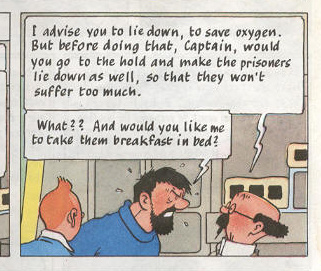 I advise you to lie down, to save oxygen.
But before doing that, Captain, would
you go to the hold and make the prisoners
lie down as well, so that they won't
suffer too much.
What?? And would you like me
to take them breakfast in bed?